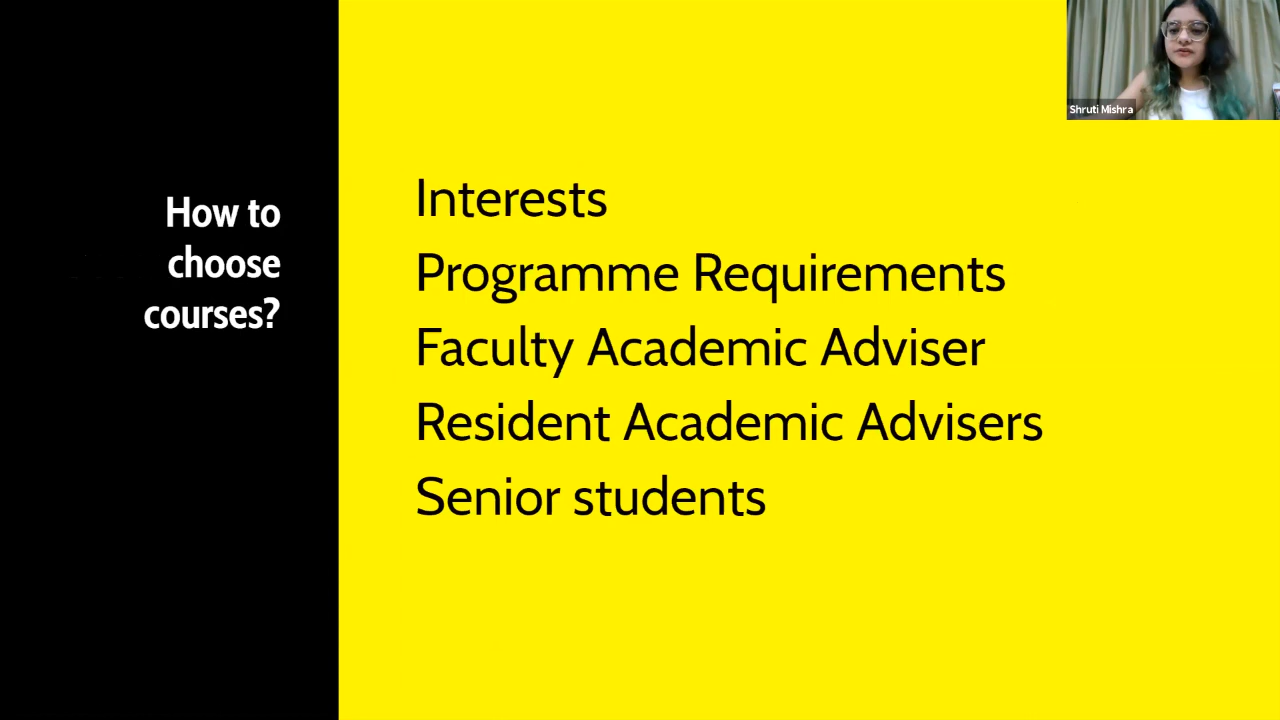 How to
choose
courses?
Interests
Programme Requirements
Faculty Academic Adviser
Resident Academic Advisers
Senior students
Shruti Mishra